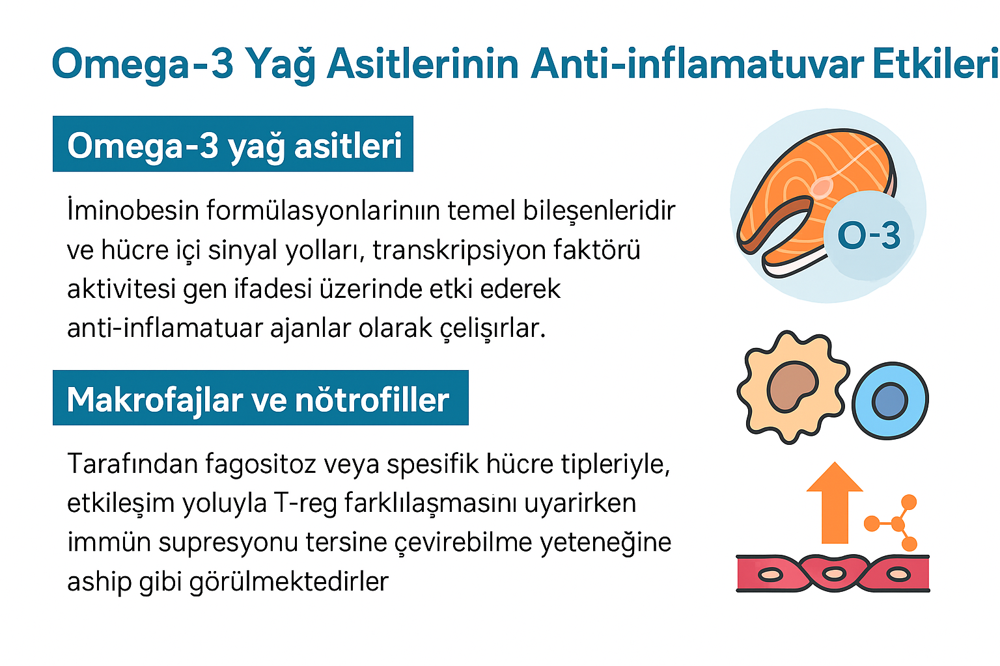 Omega-3 Yağ Asitlerinin Anti-inflamatuvar Etkileri
Omega-3 yağ asitleri
İminobesin formülasyonlarinıın temel bileşenleridir
ve hücre içi sinyal yolları, transkripsiyon faktörü
aktivitesi gen ifadesi üzerinde etki ederek
anti-inflamatuar ajanlar olarak çelişırlar.
O-3
Makrofajlar ve nŏtrofiller
Tarafından fagositoz veya spesifik hücre tipleriyle,
etkileşim yoluyla T-reg farklılaşmasını uyarirken
immün supresyonu tersine çevirebilme yeteneğine
aship gibi görülmektedirler